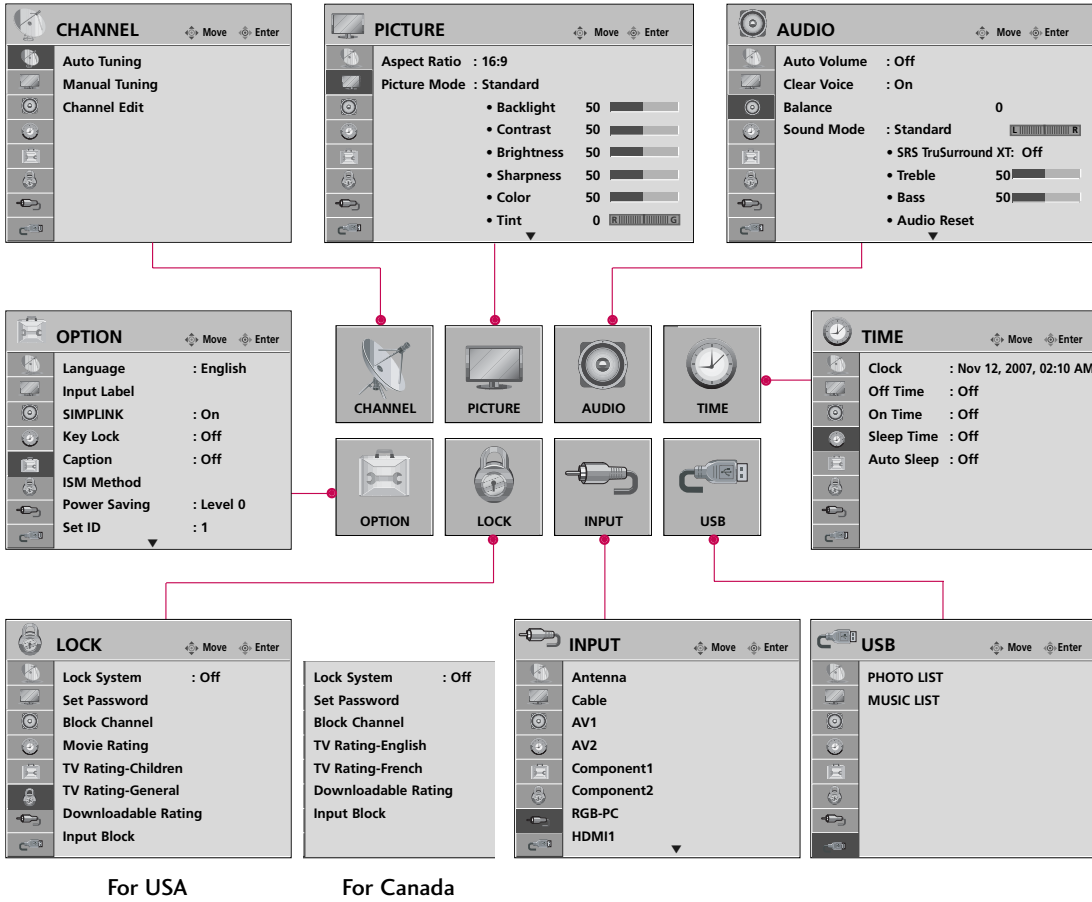 CHANNEL Move Enter
Auto Tuning
Manual Tuning
Channel Edit
PICTURE Move Enter
Aspect Ratio : 16:9
Picture Mode : Standard
• Backlight 50
• Contrast 50
• Brightness 50
• Sharpness 50
• Color 50
• Tint 0 R G
▼
AUDIO Move Enter
Auto Volume : Off
Clear Voice : On
Balance 0
Sound Mode : Standard L R
• SRS TruSurround XT: Off
• Treble 50
• Bass 50
• Audio Reset
▼
OPTION Move Enter
Language : English
Input Label
SIMPLINK : On
Key Lock : Off
Caption : Off
ISM Method
Power Saving : Level 0
Set ID : 1
▼
CHANNEL
PICTURE
AUDIO
TIME
OPTION
LOCK
INPUT
USB
TIME Move Enter
Clock : Nov 12, 2007, 02:10 AM
Off Time : Off
On Time : Off
Sleep Time : Off
Auto Sleep : Off
LOCK Move Enter
Lock System : Off
Set Password
Block Channel
Movie Rating
TV Rating-Children
TV Rating-General
Downloadable Rating
Input Block
For USA
Lock System : Off
Set Password
Block Channel
TV Rating-English
TV Rating-French
Downloadable Rating
Input Block
For Canada
INPUT Move Enter
Antenna
Cable
AV1
AV2
Component1
Component2
RGB-PC
HDMI1
▼
USB Move Enter
PHOTO LIST
MUSIC LIST